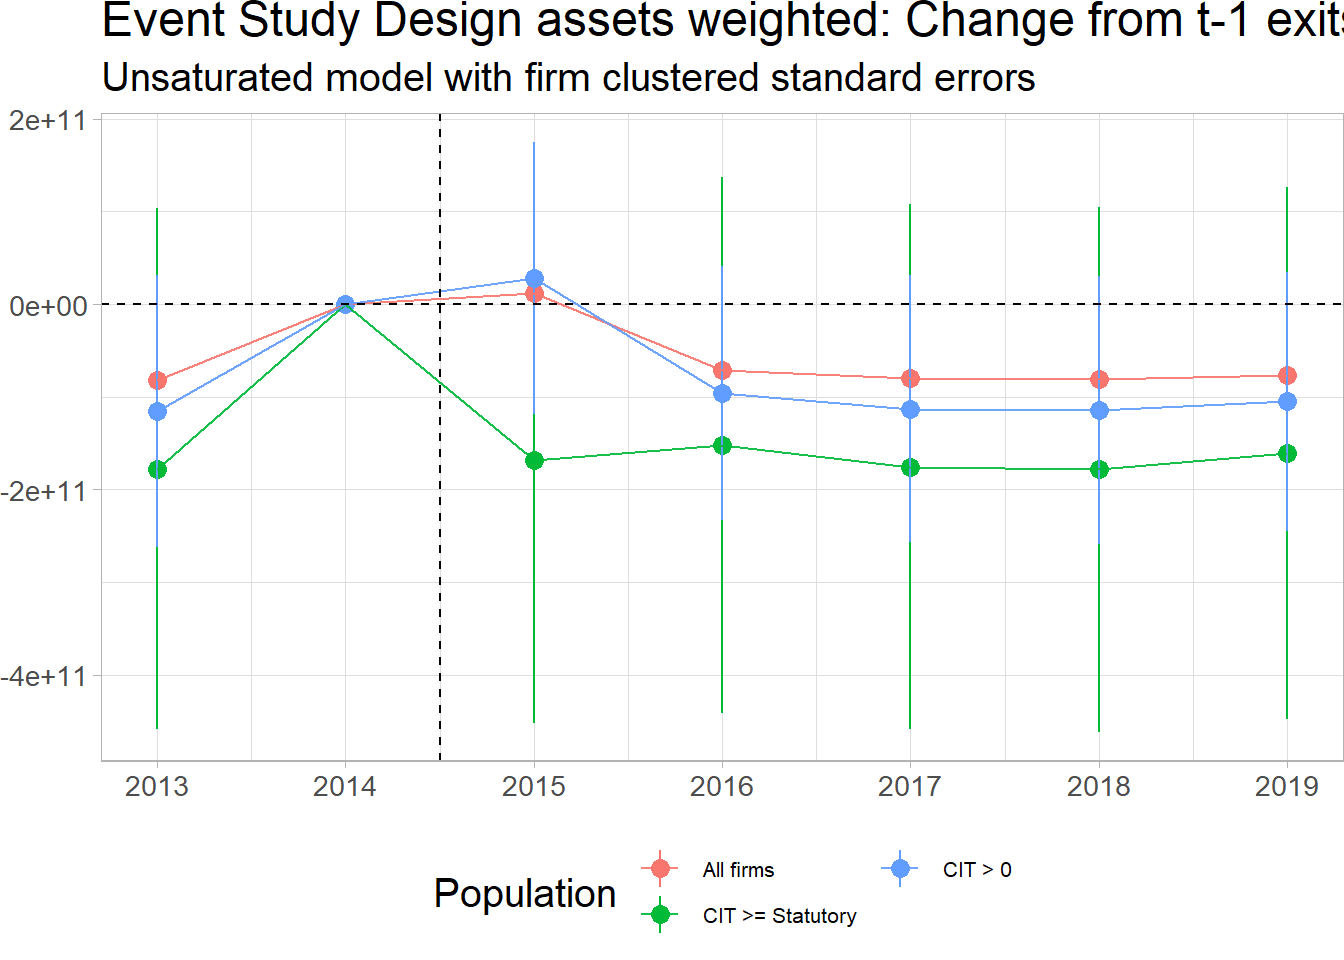 Event Study Design assets weighted: Change from t-1 exits
Unsaturated model with firm clustered standard errors
2e+11
0e+00
-2e+11
-4e+11
2013 2014 2015 2016 2017 2018 2019
Population
All firms
CIT >= Statutory
CIT > 0